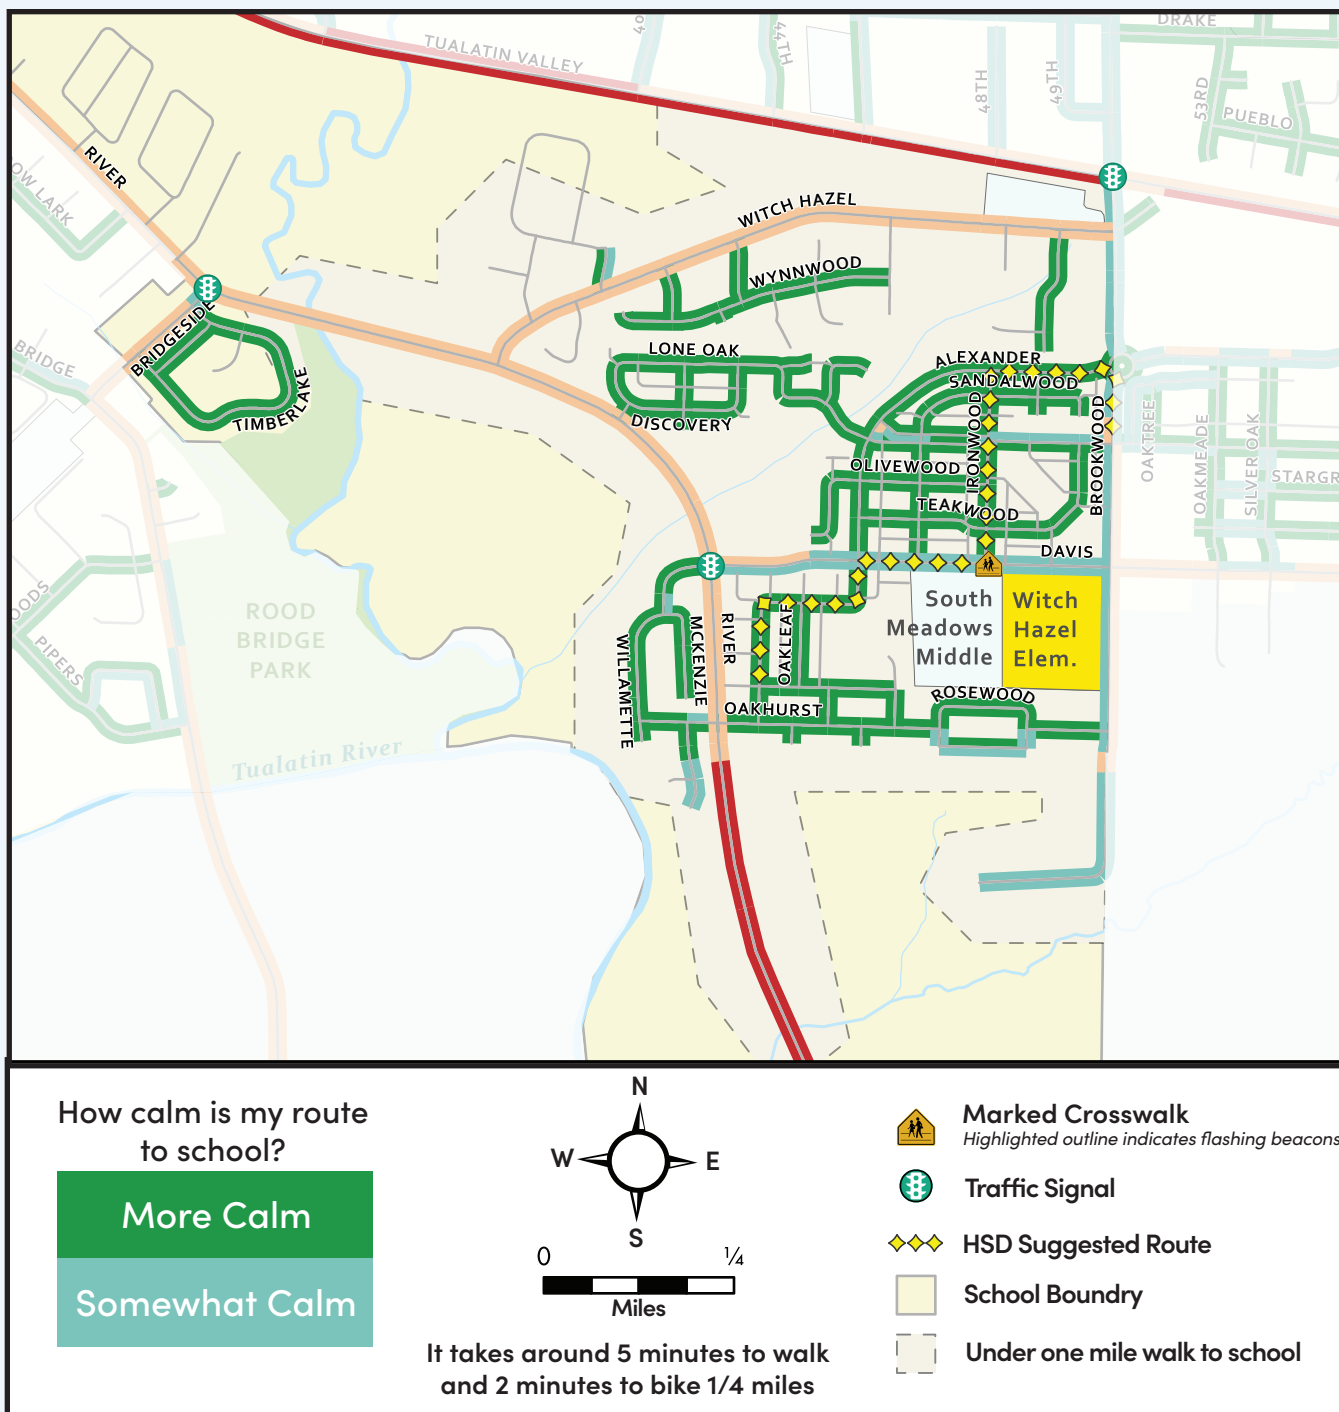 DRAKE
40
44TH
TUALATIN VALLEY
48TH
49TH
53RD
PUEBLO
RIVER
OW LARK
WITCH HAZEL
WYNNWOOD
BRIDGESIDE
BRIDGE
TIMBERLAKE
LONE OAK
DISCOVERY
ALEXANDER
SANDALWOOD
IRONWOOD
BROOKWOOD
OAKTREE
OAKMEADE
SILVER OAK
STARGR
OLIVEWOOD
TEAKWOOD
DAVIS
South
Meadows
Middle
Witch
Hazel
Elem.
OODS
PIPERS
ROOD
BRIDGE
PARK
WILLAMETTE
MCKENZIE
RIVER
OAKLEAF
OAKHURST
ROSEWOOD
Tualatin River
How calm is my route
to school?
More Calm
Somewhat Calm
N
W
E
S
0
1/4
Miles
It takes around 5 minutes to walk
and 2 minutes to bike 1/4 miles
Marked Crosswalk
Highlighted outline indicates flashing beacons
Traffic Signal
HSD Suggested Route
School Boundry
Under one mile walk to school